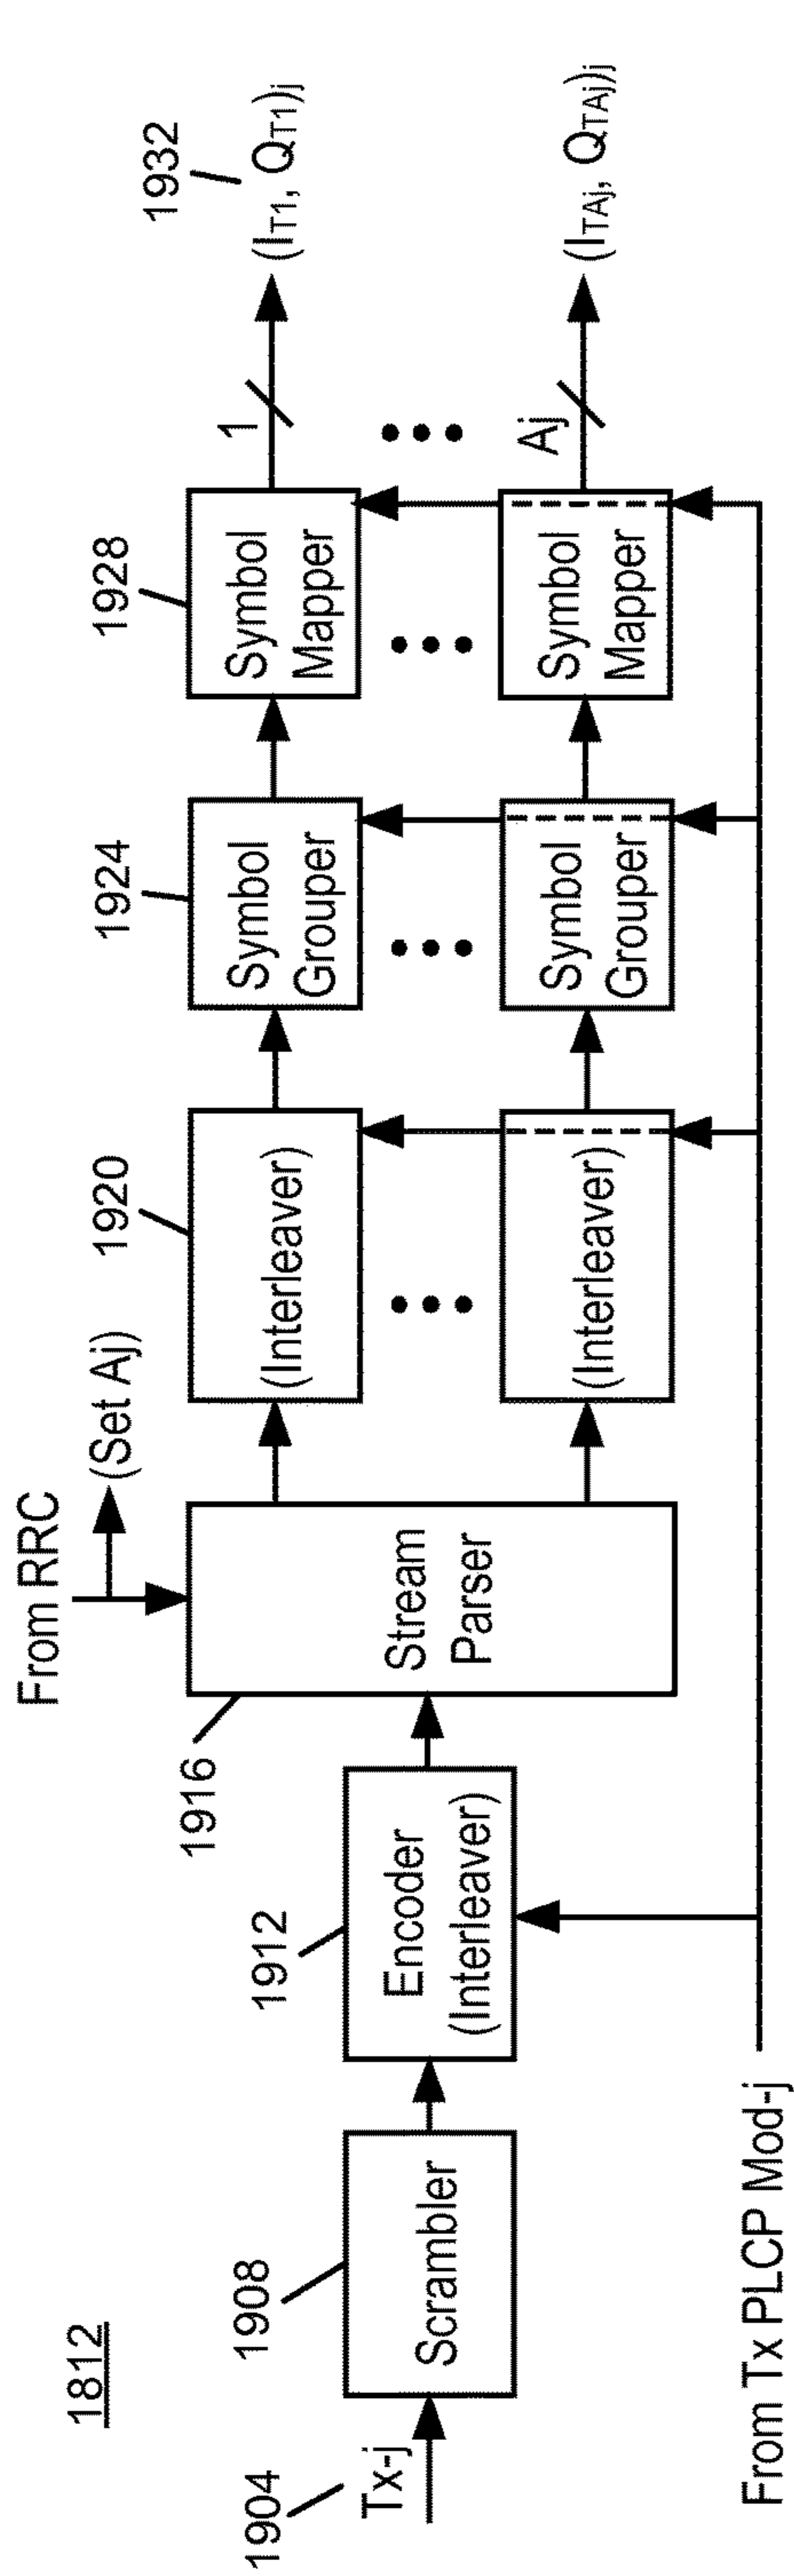 1812
1904
Tx-j
1908
Scrambler
1912
Encoder
(Interleaver)
1916
Stream
Parser
From RRC
(Set Aj)
1920
(Interleaver)
(Interleaver)
1924
Symbol
Grouper
Symbol
Grouper
1928
Symbol
Mapper
Symbol
Mapper
1
Aj
1932
(IT1, QT1)j
(ITAj, QTAj)j
From Tx PLCP Mod-j